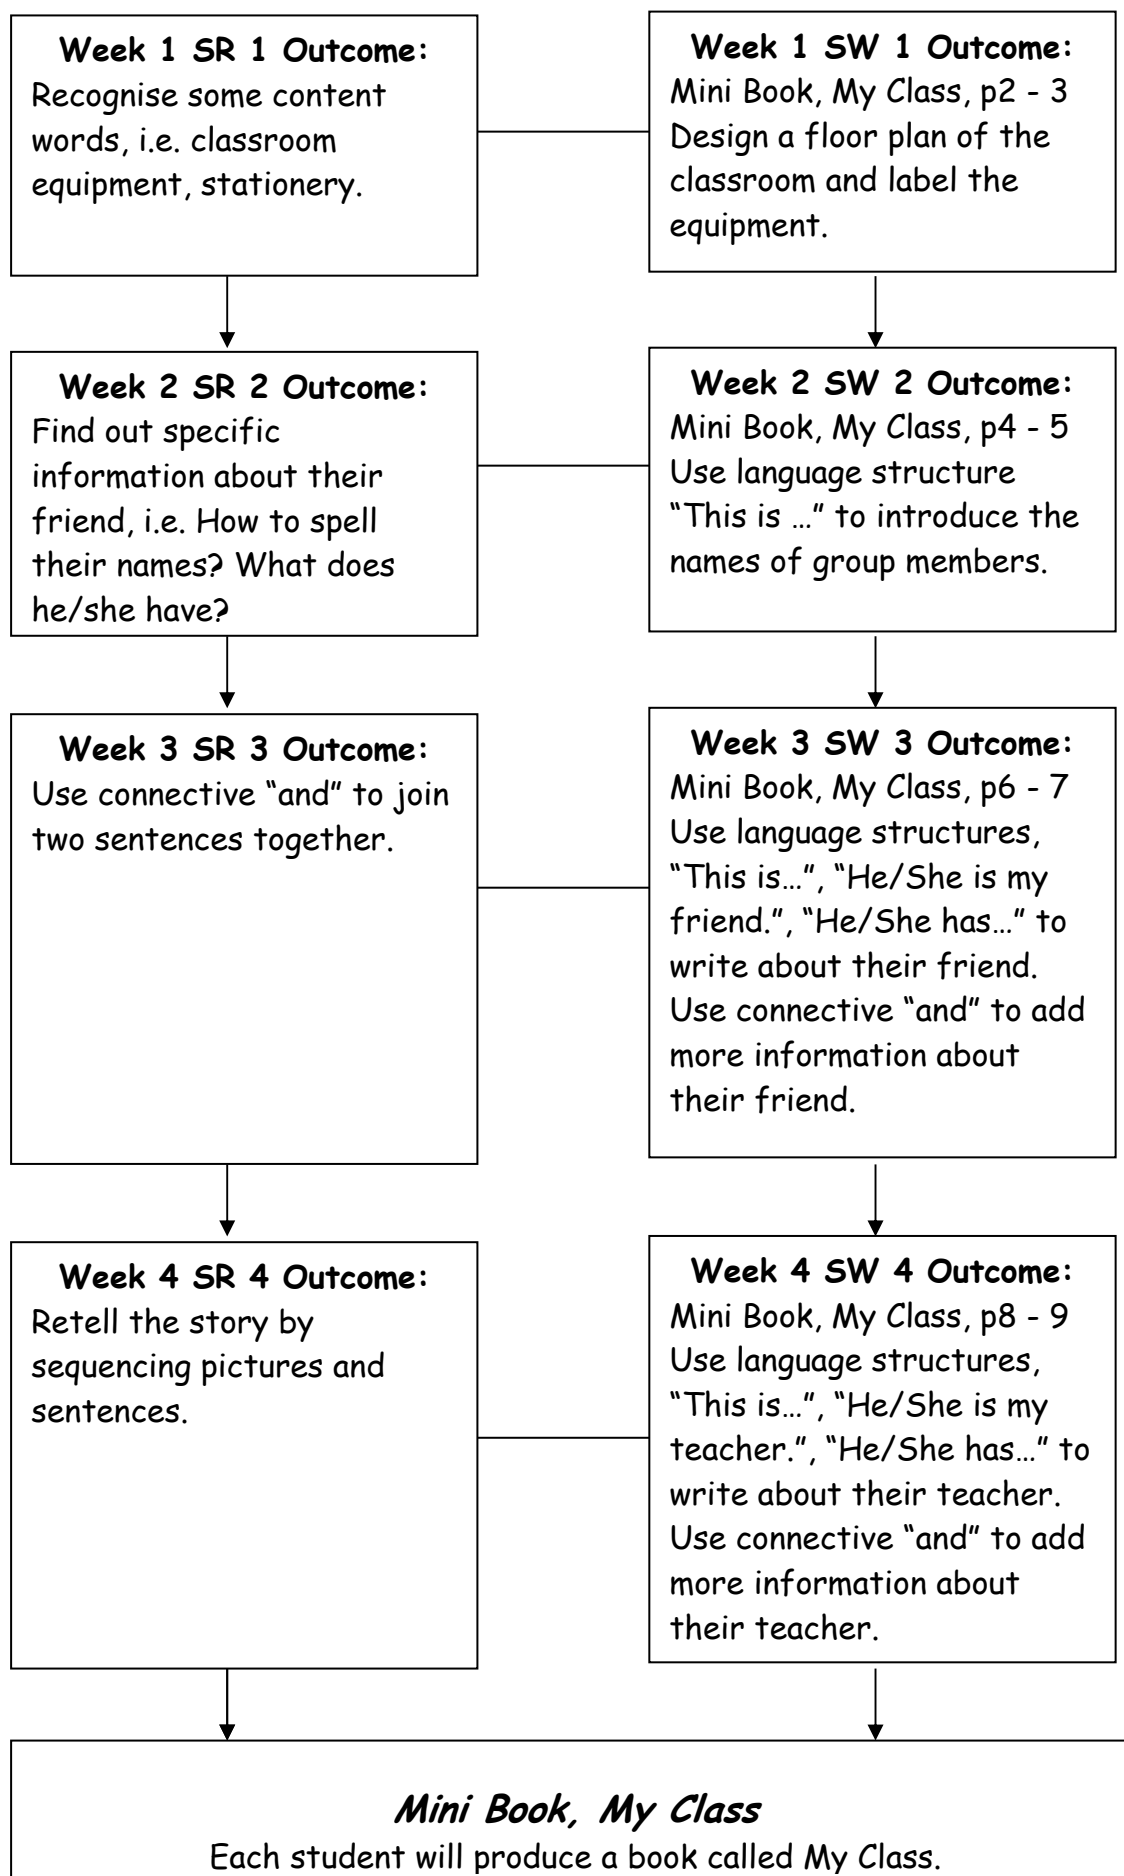 Week 1 SR 1 Outcome:
Recognise some content
words, i.e. classroom
equipment, stationery.
Week 1 SW 1 Outcome:
Mini Book, My Class, p2 - 3
Design a floor plan of the
classroom and label the
equipment.
Week 2 SR 2 Outcome:
Find out specific
information about their
friend, i.e. How to spell
their names? What does
he/she have?
Week 2 SW 2 Outcome:
Mini Book, My Class, p4 - 5
Use language structure
“This is …” to introduce the
names of group members.
Week 3 SR 3 Outcome:
Use connective “and” to join
two sentences together.
Week 3 SW 3 Outcome:
Mini Book, My Class, p6 - 7
Use language structures,
“This is…”, “He/She is my
friend.”, “He/She has…” to
write about their friend.
Use connective “and” to add
more information about
their friend.
Week 4 SR 4 Outcome:
Retell the story by
sequencing pictures and
sentences.
Week 4 SW 4 Outcome:
Mini Book, My Class, p8 - 9
Use language structures,
“This is…”, “He/She is my
teacher.”, “He/She has…” to
write about their teacher.
Use connective “and” to add
more information about
their teacher.
Mini Book, My Class
Each student will produce a book called My Class.